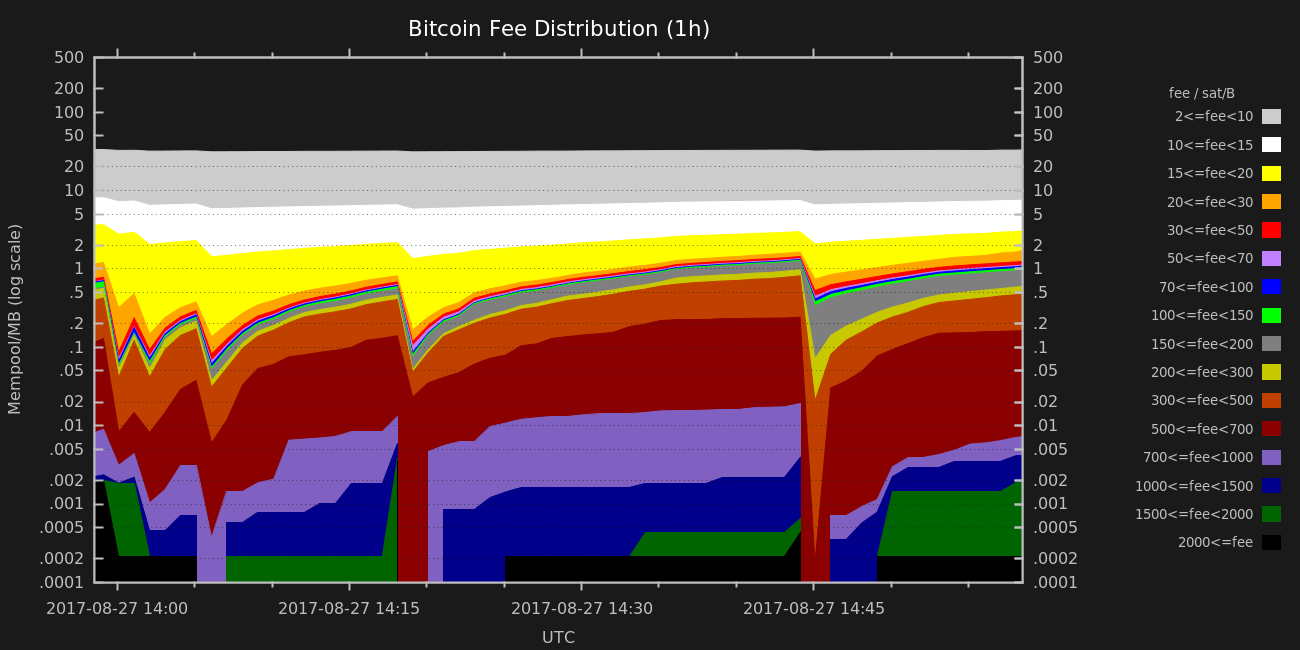 Bitcoin Fee Distribution (1h)
Mempool/MB (log scale)
500
200
100
50
20
10
5
2
1
.5
.2
.1
.05
.02
.01
.005
.002
.001
.0005
.0002
.0001
500
200
100
50
20
10
5
2
1
.5
.2
.1
.05
.02
.01
.005
.002
.001
.0005
.0002
.0001
2017-08-27 14:00
2017-08-27 14:15
2017-08-27 14:30
2017-08-27 14:45
UTC
fee / sat/B
2<=fee<10
10<=fee<15
15<=fee<20
20<=fee<30
30<=fee<50
50<=fee<70
70<=fee<100
100<=fee<150
150<=fee<200
200<=fee<300
300<=fee<500
500<=fee<700
700<=fee<1000
1000<=fee<1500
1500<=fee<2000
2000<=fee